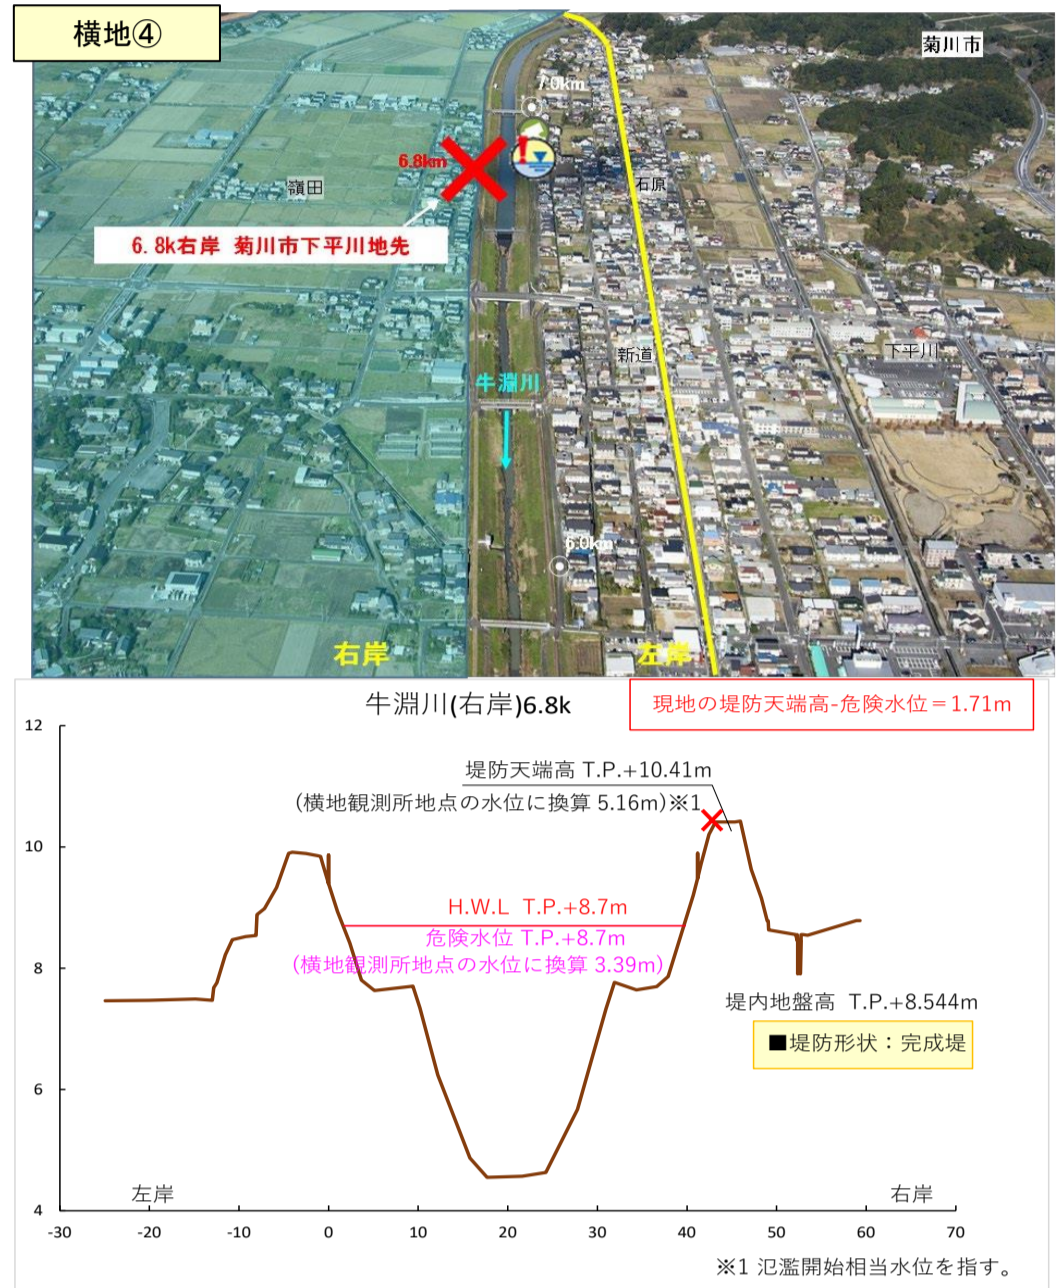 横地④
菊川市
7.0km
6.8km
嶺田
石原
6.8k右岸 菊川市下平川地先
新道
下平川
牛淵川
6.0km
右岸
左岸
牛淵川(右岸)6.8k
現地の堤防天端高-危険水位＝1.71m
堤防天端高 T.P.+10.41m
(横地観測所地点の水位に換算 5.16m)※1
H.W.L T.P.+8.7m
危険水位 T.P.+8.7m
(横地観測所地点の水位に換算 3.39m)
堤内地盤高 T.P.+8.544m
■堤防形状：完成堤
12
10
8
6
4
左岸
右岸
-30 -20 -10 0 10 20 30 40 50 60 70
※1 氾濫開始相当水位を指す。